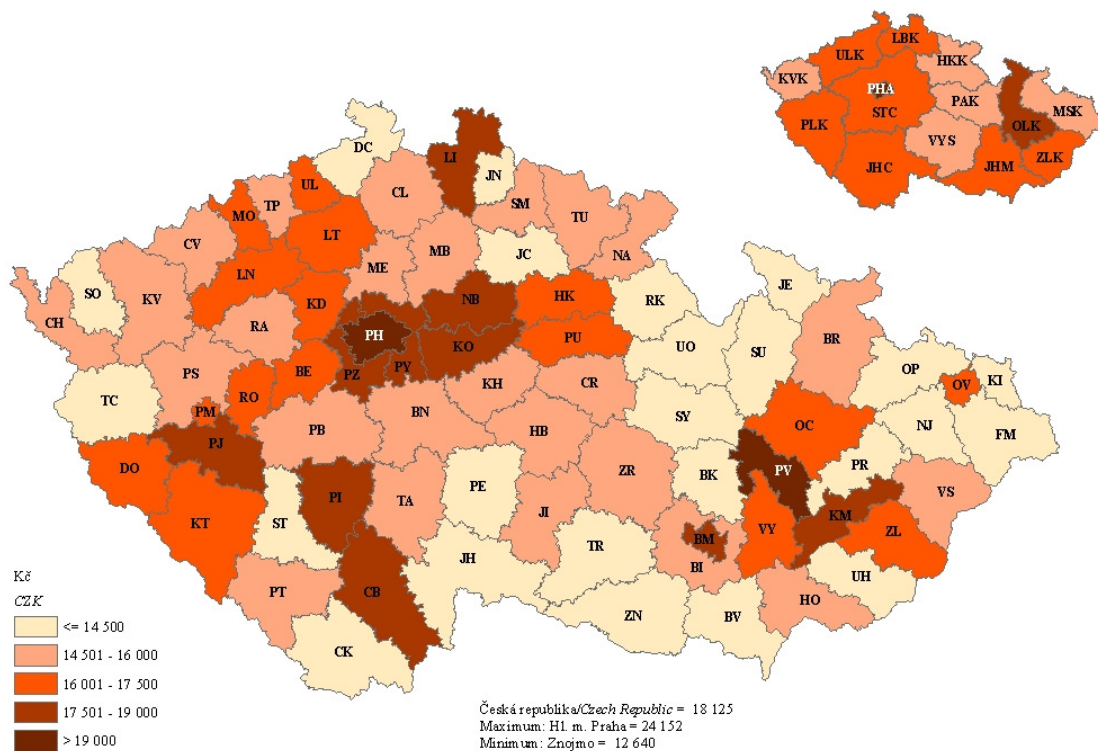 LBK
ULK
HKK
KVK
PHA
STC
PAK
MSK
PLK
OLK
VYS
JHC
JHM
ZLK
DC
LI
JN
UL
CL
SM
TP
MO
TU
LT
CV
MB
JC
NA
ME
LN
SO
KV
JE
NB
HK
KD
RK
CH
RA
PH
BR
KO
PU
UO
SU
PS
BE
PZ
PY
OP
KI
OV
RO
KH
CR
TC
SY
PM
BN
OC
NJ
FM
PB
HB
PJ
DO
PV
PR
ZR
BK
PE
VS
PI
TA
KM
KT
ST
JI
VY
ZL
BM
TR
JH
BI
UH
CB
PT
HO
ZN
BV
CK
Kč
CZK
<= 14 500
14 501 - 16 000
16 001 - 17 500
17 501 - 19 000
> 19 000
Česká republika/Czech Republic = 18 125
Maximum: Hl. m. Praha = 24 152
Minimum: Znojmo = 12 640